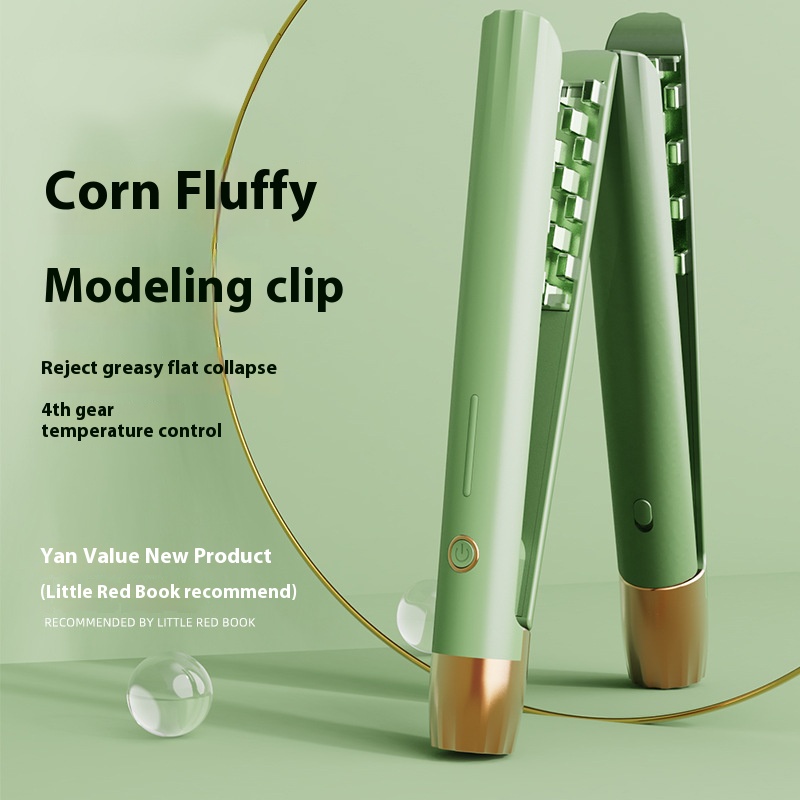 Corn Fluffy
Modeling clip
Reject greasy flat collapse
4th gear
temperature control
Yan Value New Product
(Little Red Book recommend)
RECOMMENDED BY LITTLE RED BOOK